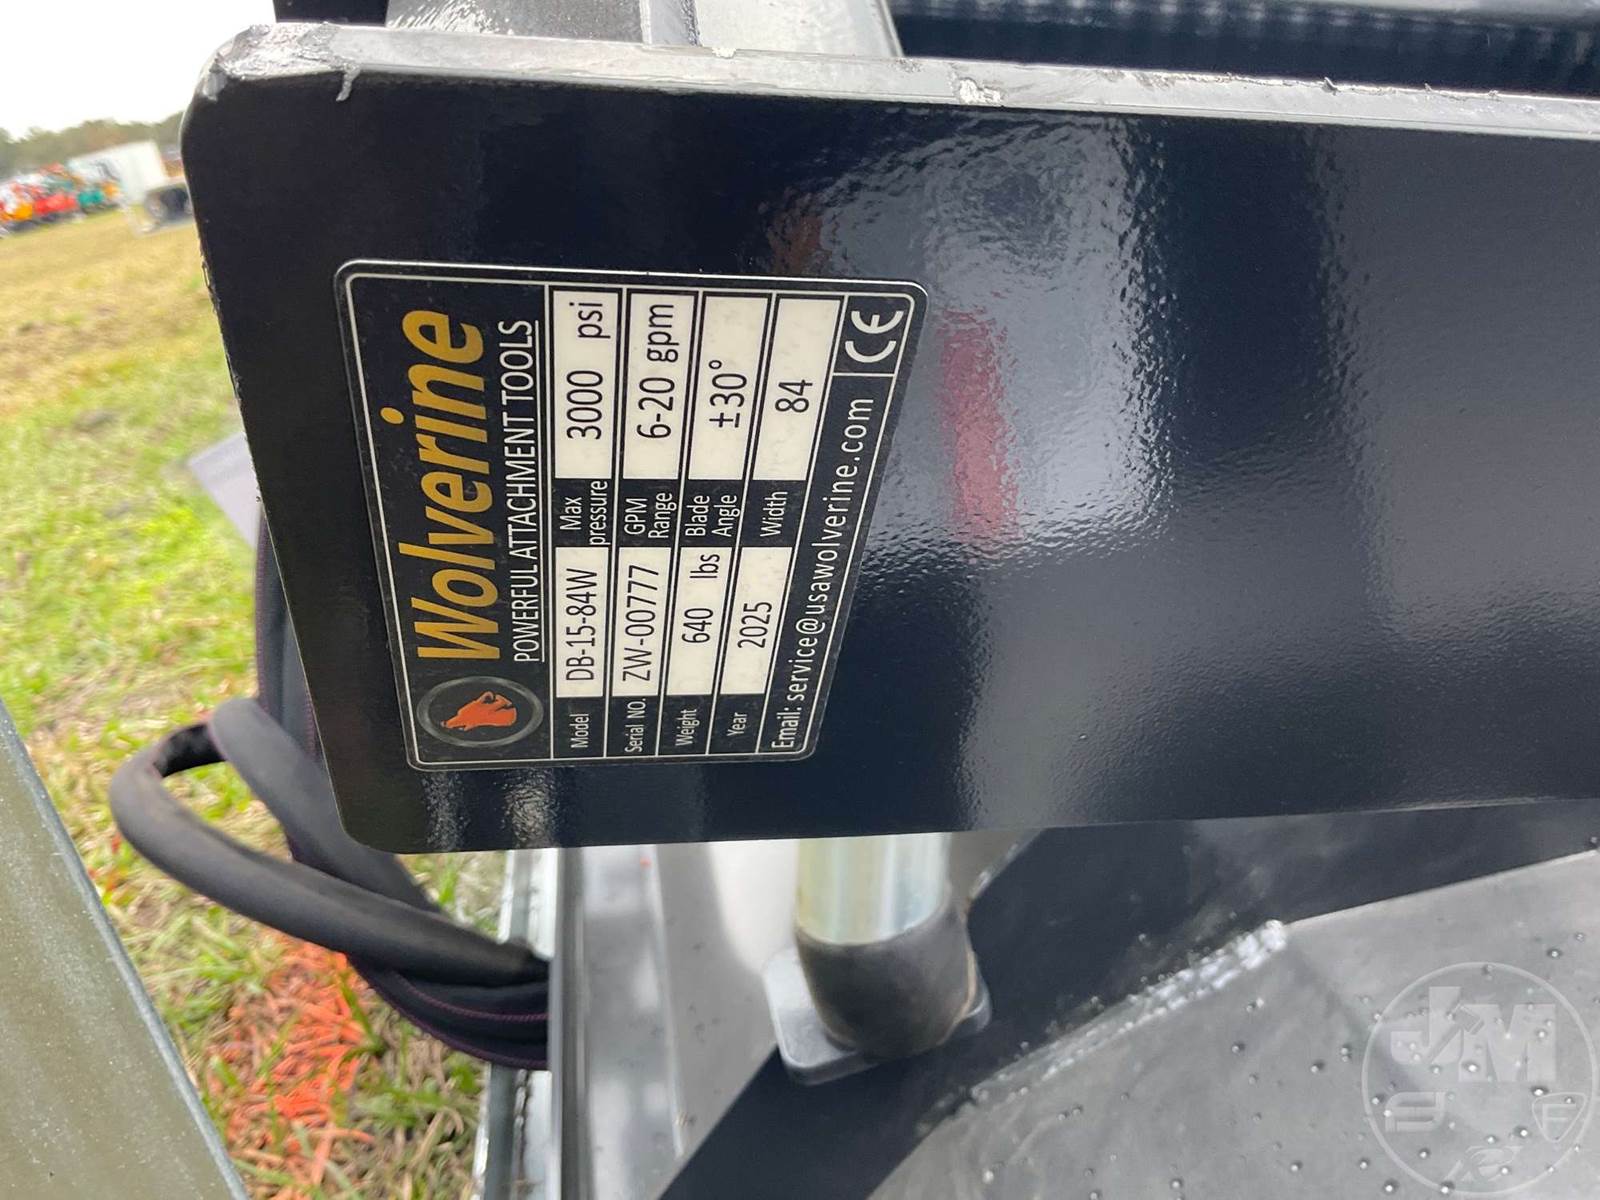 Wolverine
POWERFUL ATTACHMENT TOOLS
Model DB-15-84W Max pressure 3000 psi
Serial NO. ZW-00777 GPM Range 6-20 gpm
Weight 640 lbs Blade Angle ±30°
Year 2025 Width 84
Email: service@usawolverine.com CE
JM